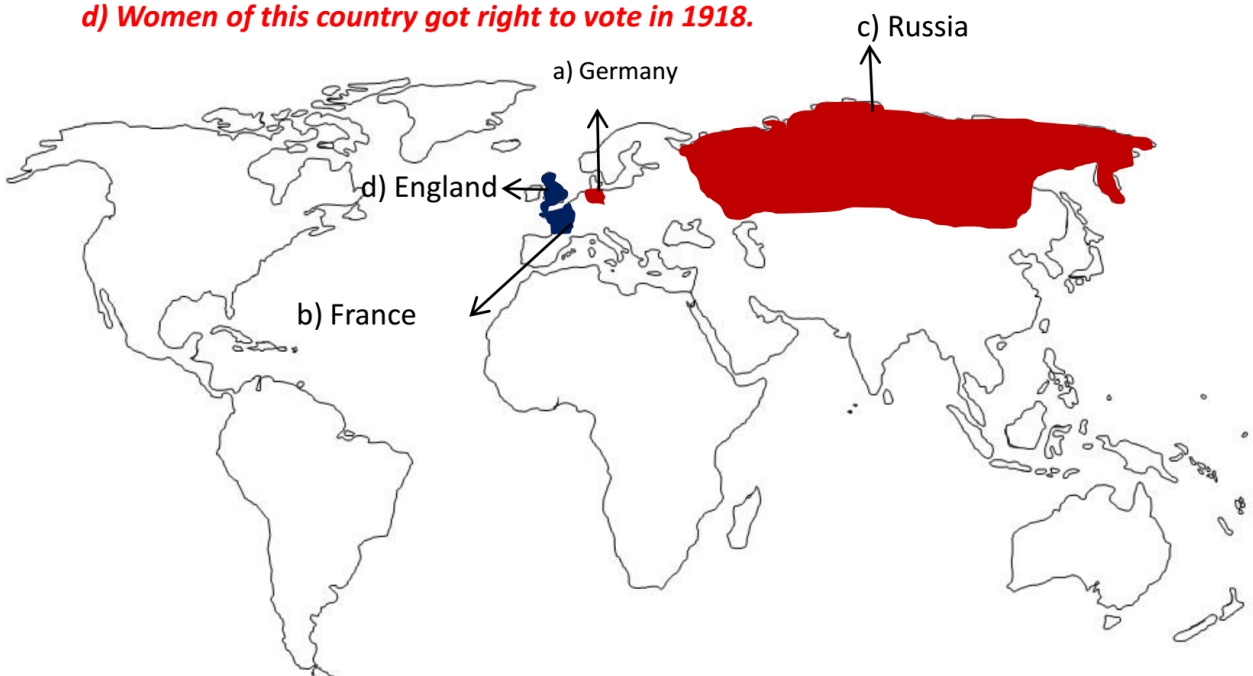 d) Women of this country got right to vote in 1918.
c) Russia
a) Germany
d) England
b) France